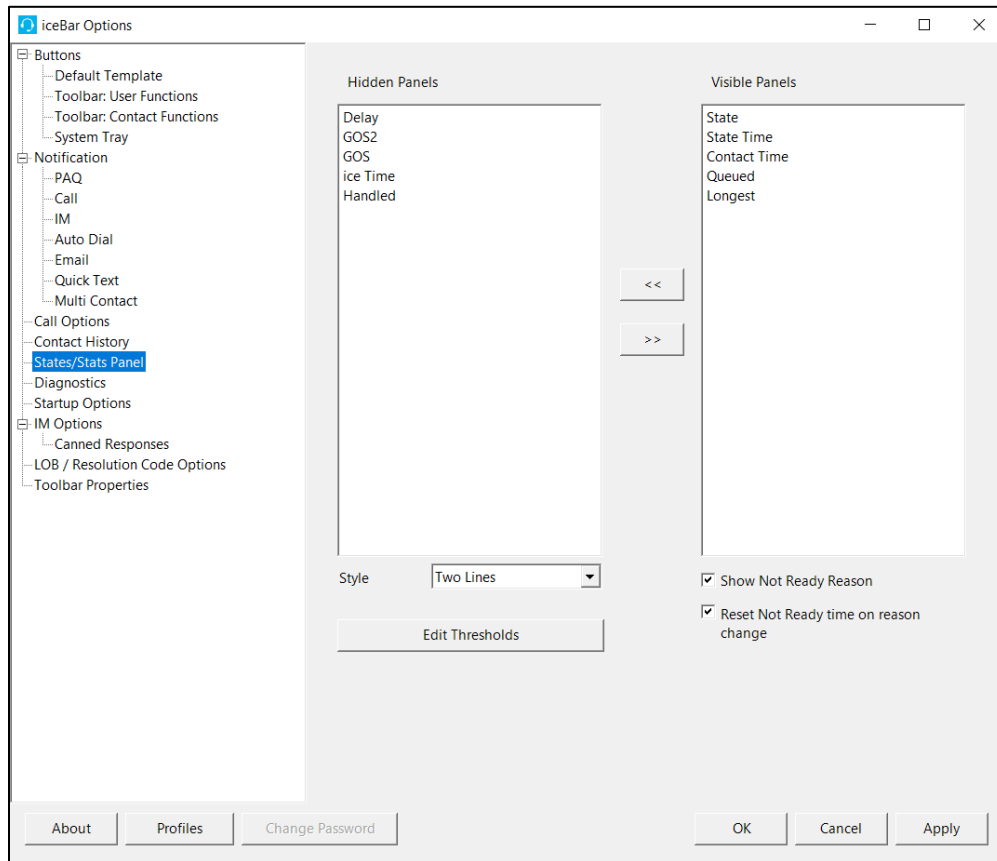 iceBar Options
Buttons
Default Template
Toolbar: User Functions
Toolbar: Contact Functions
System Tray
Notification
PAQ
Call
IM
Auto Dial
Email
Quick Text
Multi Contact
Call Options
Contact History
States/Stats Panel
Diagnostics
Startup Options
IM Options
Canned Responses
LOB / Resolution Code Options
Toolbar Properties
Hidden Panels
Delay
GOS2
GOS
ice Time
Handled
<<
>>
Visible Panels
State
State Time
Contact Time
Queued
Longest
Style
Two Lines
Edit Thresholds
Show Not Ready Reason
Reset Not Ready time on reason
change
About
Profiles
Change Password
OK
Cancel
Apply